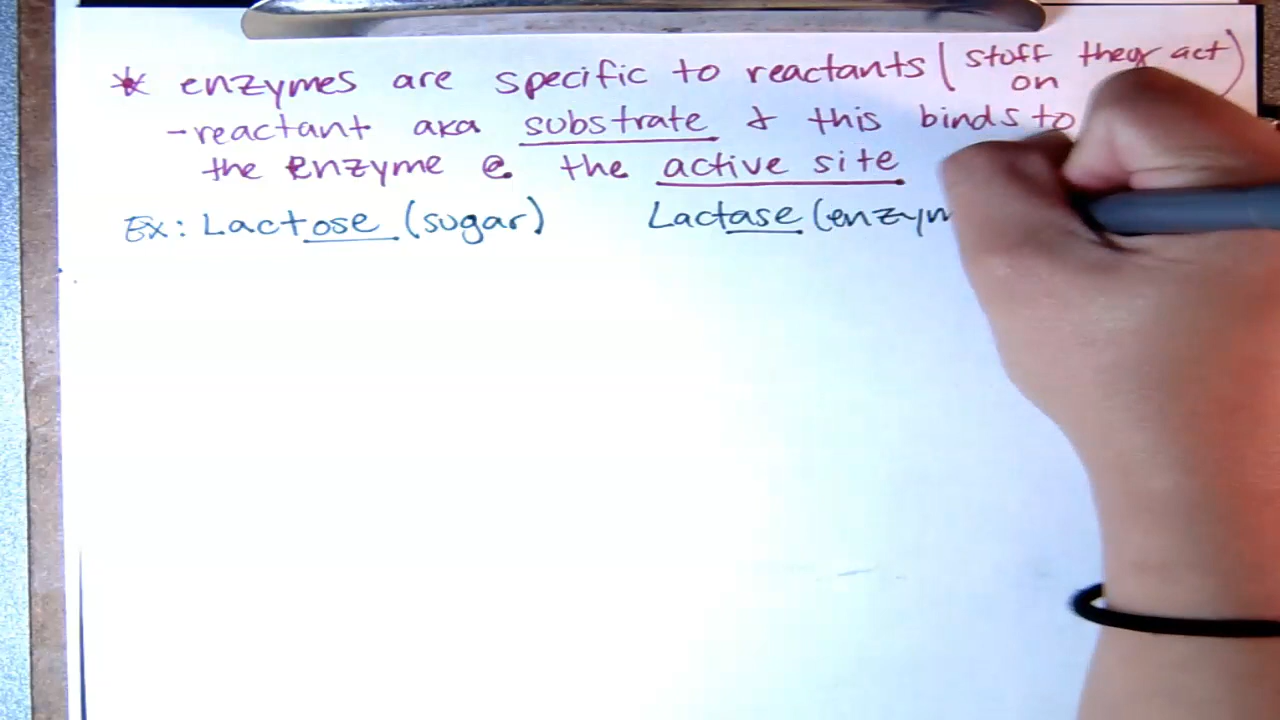 * enzymes are specific to reactants (stuff they act on)
-reactant aka substrate & this binds to
the enzyme @ the active site
Ex: Lactose (sugar) Lactase (enzym